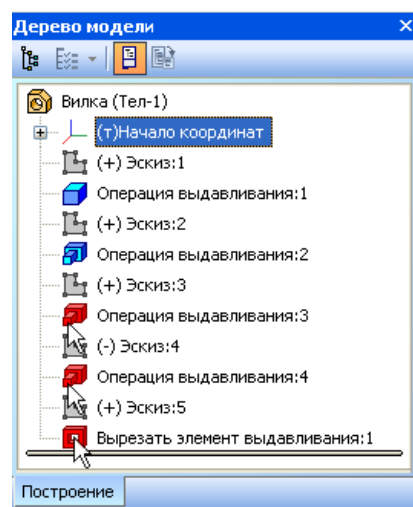 Дерево модели
Вилка (Тел-1)
(т)Начало координат
(+) Эскиз:1
Операция выдавливания:1
(+) Эскиз:2
Операция выдавливания:2
(+) Эскиз:3
Операция выдавливания:3
(-) Эскиз:4
Операция выдавливания:4
(+) Эскиз:5
Вырезать элемент выдавливания:1
Построение